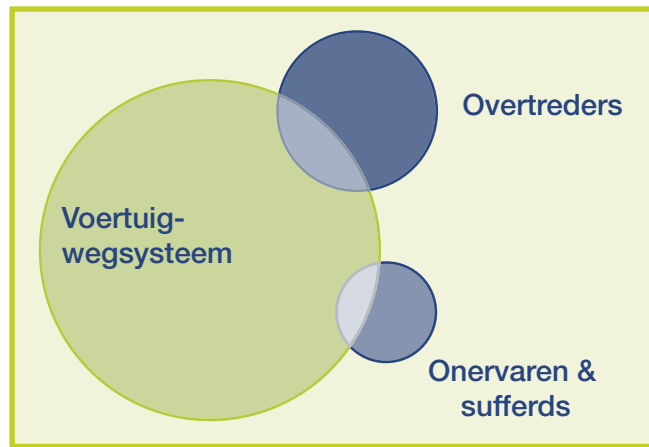 Overtreders
Voertuig-
wegsysteem
Onervaren &
sufferds